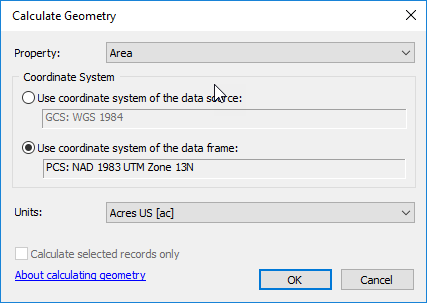 Calculate Geometry
Property: Area
Coordinate System
Use coordinate system of the data source:
GCS: WGS 1984
Use coordinate system of the data frame:
PCS: NAD 1983 UTM Zone 13N
Units: Acres US [ac]
Calculate selected records only
About calculating geometry
OK Cancel